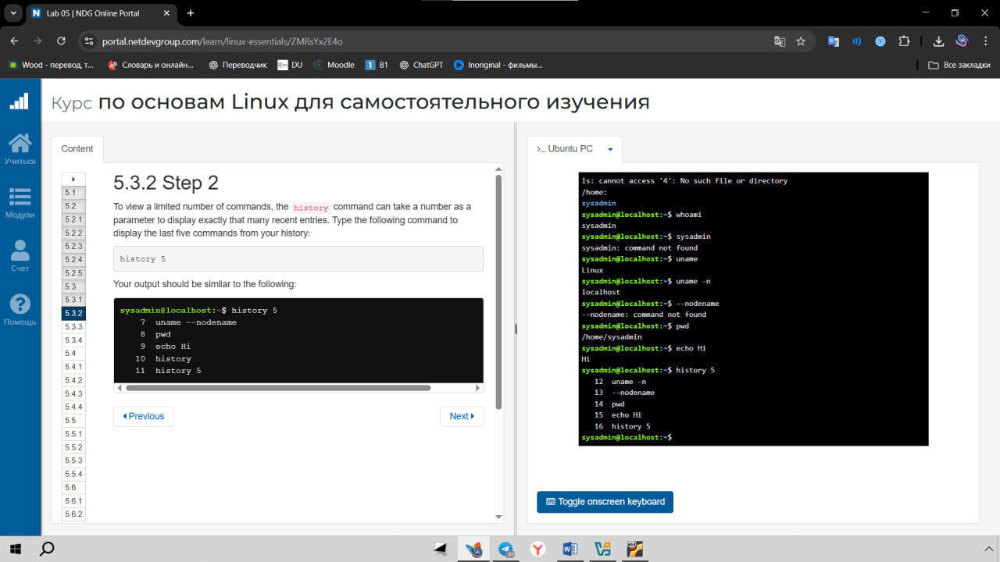 Lab 05 | NDG Online Portal
portal.netdevgroup.com/learn/linux-essentials/ZMRsYx2E4o
Wood - перевод, т...
Словарь и онлайн...
Переводчик
DU
Moodle
1 B1
ChatGPT
Inoriginal - фильмы...
Все закладки
Курс по основам Linux для самостоятельного изучения
Учиться
Модули
Счет
Помощь
Content
5.1
5.2
5.2.1
5.2.2
5.2.3
5.2.4
5.2.5
5.3
5.3.1
5.3.2
5.3.3
5.3.4
5.4
5.4.1
5.4.2
5.4.3
5.4.4
5.5
5.5.1
5.5.2
5.5.3
5.5.4
5.6
5.6.1
5.6.2
5.3.2 Step 2
To view a limited number of commands, the history command can take a number as a
parameter to display exactly that many recent entries. Type the following command to
display the last five commands from your history:
history 5
Your output should be similar to the following:
sysadmin@localhost:~$ history 5
7 uname --nodename
8 pwd
9 echo Hi
10 history
11 history 5
Previous
Next
>_ Ubuntu PC
ls: cannot access '4': No such file or directory
/home:
sysadmin
sysadmin@localhost:~$ whoami
sysadmin
sysadmin@localhost:~$ sysadmin
sysadmin: command not found
sysadmin@localhost:~$ uname
Linux
sysadmin@localhost:~$ uname -n
localhost
sysadmin@localhost:~$ --nodename
--nodename: command not found
sysadmin@localhost:~$ pwd
/home/sysadmin
sysadmin@localhost:~$ echo Hi
Hi
sysadmin@localhost:~$ history 5
12 uname -n
13 --nodename
14 pwd
15 echo Hi
16 history 5
sysadmin@localhost:~$
Toggle onscreen keyboard